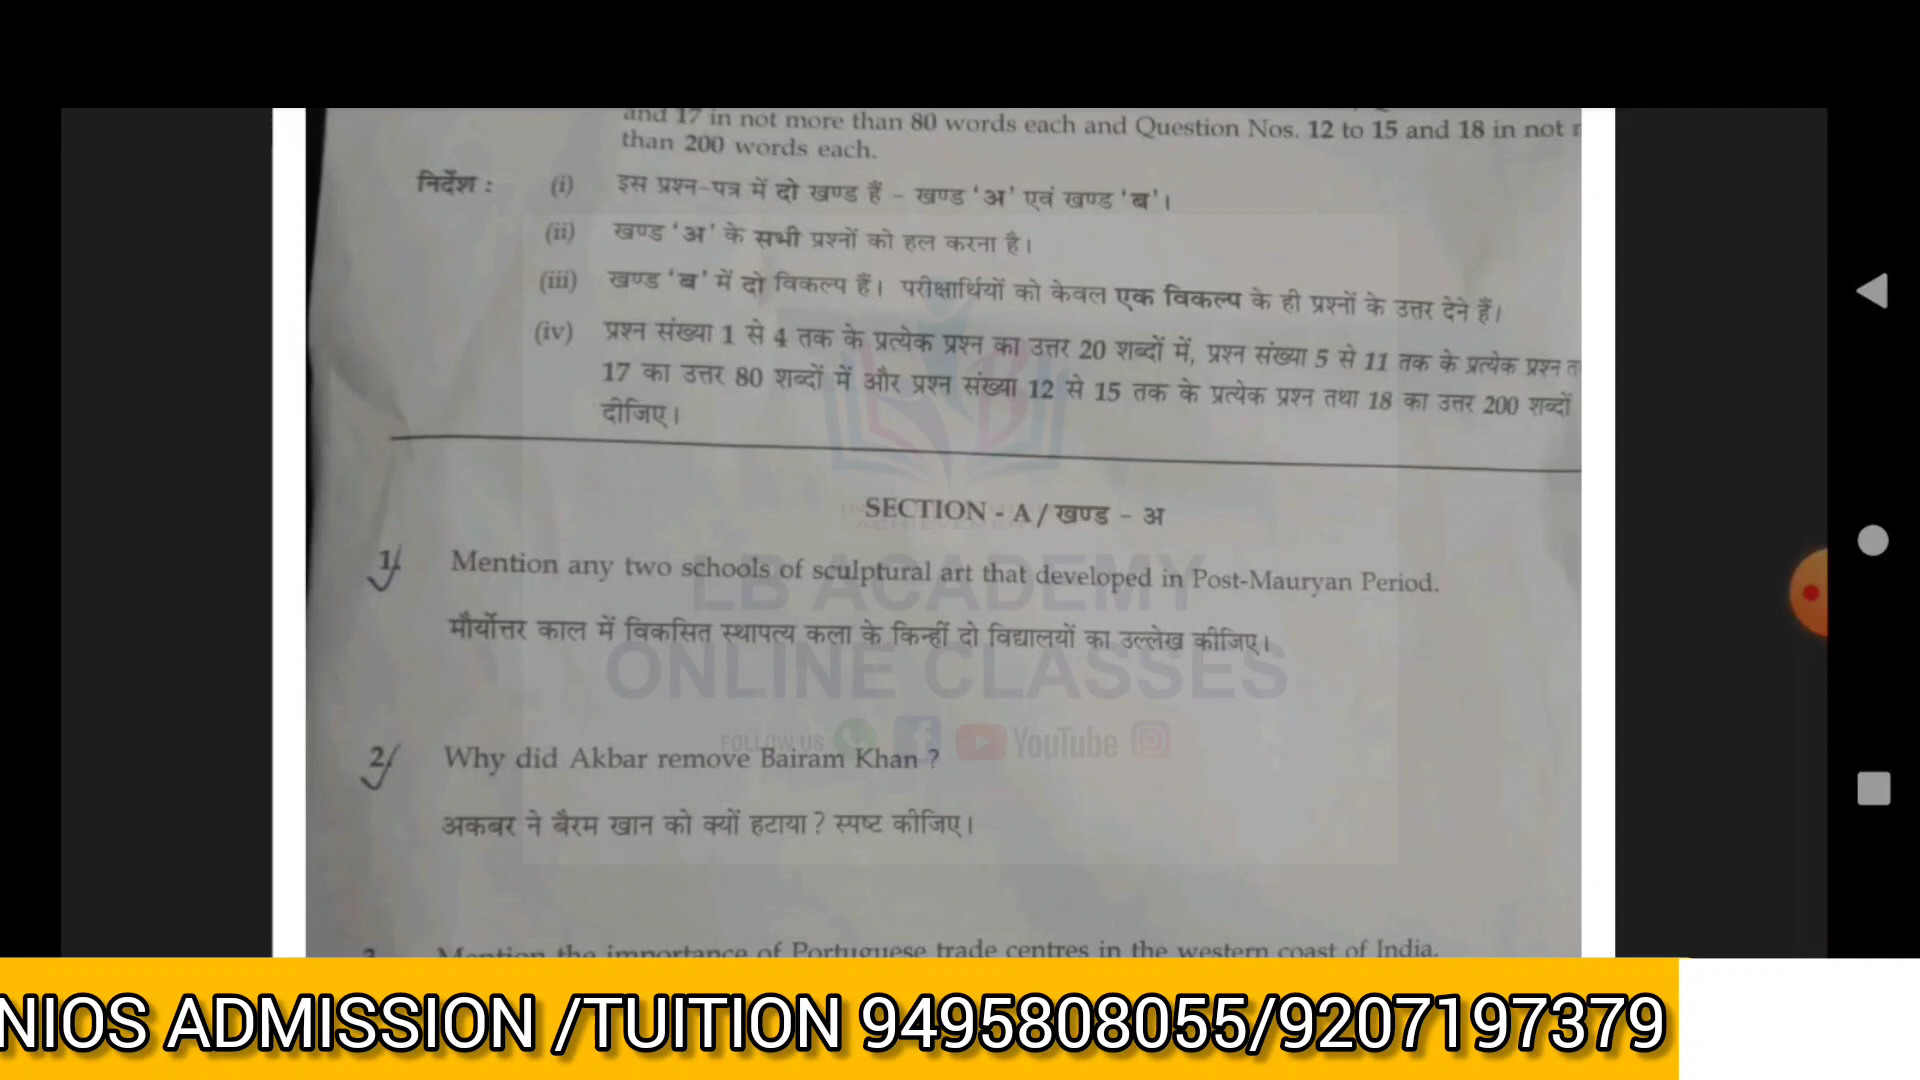 and 17 in not more than 80 words each and Question Nos. 12 to 15 and 18 in not
than 200 words each.
निर्देश : (i) इस प्रश्न-पत्र में दो खण्ड हैं - खण्ड 'अ' एवं खण्ड 'ब'।
(ii) खण्ड 'अ' के सभी प्रश्नों को हल करना है।
(iii) खण्ड 'ब' में दो विकल्प हैं। परीक्षार्थियों को केवल एक विकल्प के ही प्रश्नों के उत्तर देने हैं।
(iv) प्रश्न संख्या 1 से 4 तक के प्रत्येक प्रश्न का उत्तर 20 शब्दों में, प्रश्न संख्या 5 से 11 तक के प्रत्येक प्रश्न
17 का उत्तर 80 शब्दों में और प्रश्न संख्या 12 से 15 तक के प्रत्येक प्रश्न तथा 18 का उत्तर 200 शब्दों
दीजिए।
SECTION - A / खण्ड - अ
1. Mention any two schools of sculptural art that developed in Post-Mauryan Period.
LB ACADEMY
मौर्योत्तर काल में विकसित स्थापत्य कला के किन्हीं दो विद्यालयों का उल्लेख कीजिए।
ONLINE CLASSES
FOLLOW US YouTube
2. Why did Akbar remove Bairam Khan ?
अकबर ने बैरम खान को क्यों हटाया? स्पष्ट कीजिए।
Mention the importance of Portuguese trade centres in the western coast of India.
NIOS ADMISSION /TUITION 9495808055/9207197379